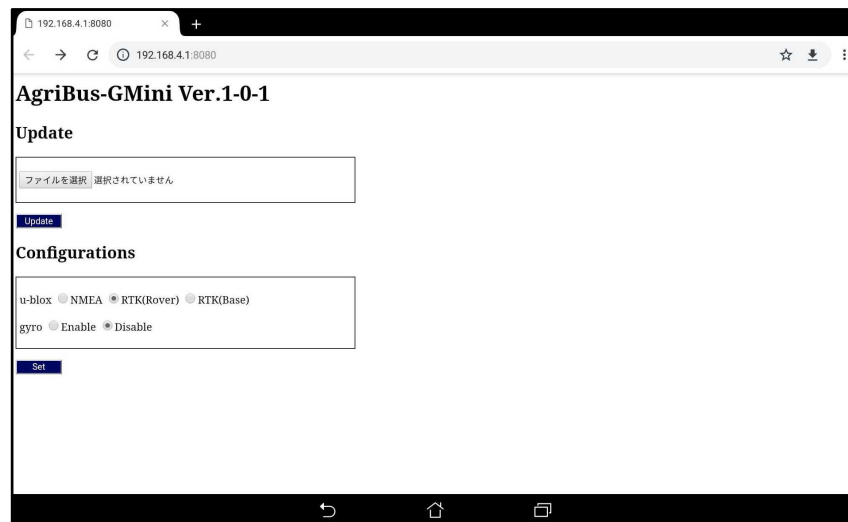 192.168.4.1:8080
192.168.4.1:8080
AgriBus-GMini Ver.1-0-1
Update
ファイルを選択 選択されていません
Update
Configurations
u-blox NMEA RTK(Rover) RTK(Base)
gyro Enable Disable
Set